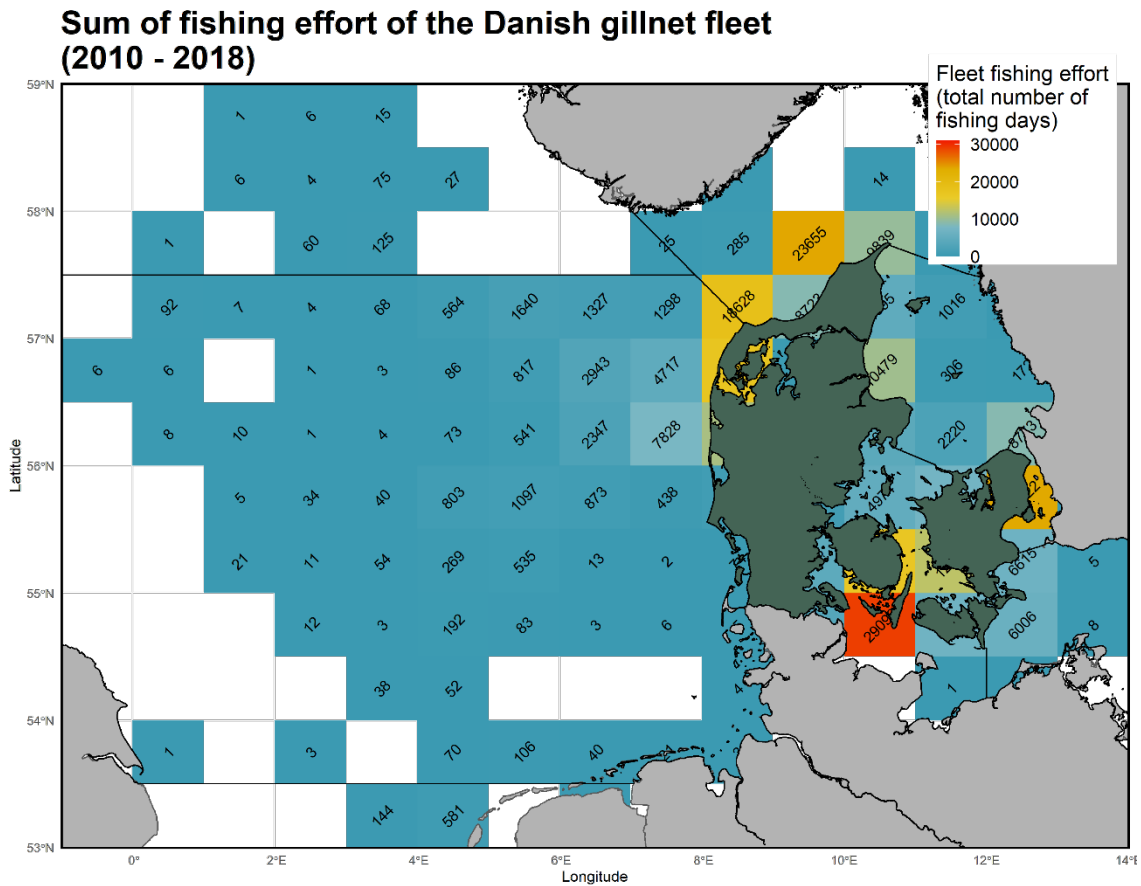 Sum of fishing effort of the Danish gillnet fleet
(2010 - 2018)
Fleet fishing effort
(total number of
fishing days)
30000
20000
10000
0
59°N
1 6 15
6 4 75 27 14
58°N
1 60 125 25 285 23655
92 7 4 68 564 1640 1327 1298 18628 1016
57°N
6 6 1 3 86 817 2943 4717 306
8 10 1 4 73 541 2347 7828 2220 8713
56°N
5 34 40 803 1097 873 438
21 11 54 269 535 13 2 6615 5
55°N
12 3 192 83 3 6 6006 8
38 52 4 1
54°N
1 3 70 106 40
144 581
53°N
0° 2°E 4°E 6°E 8°E 10°E 12°E 14°E
Longitude
Latitude